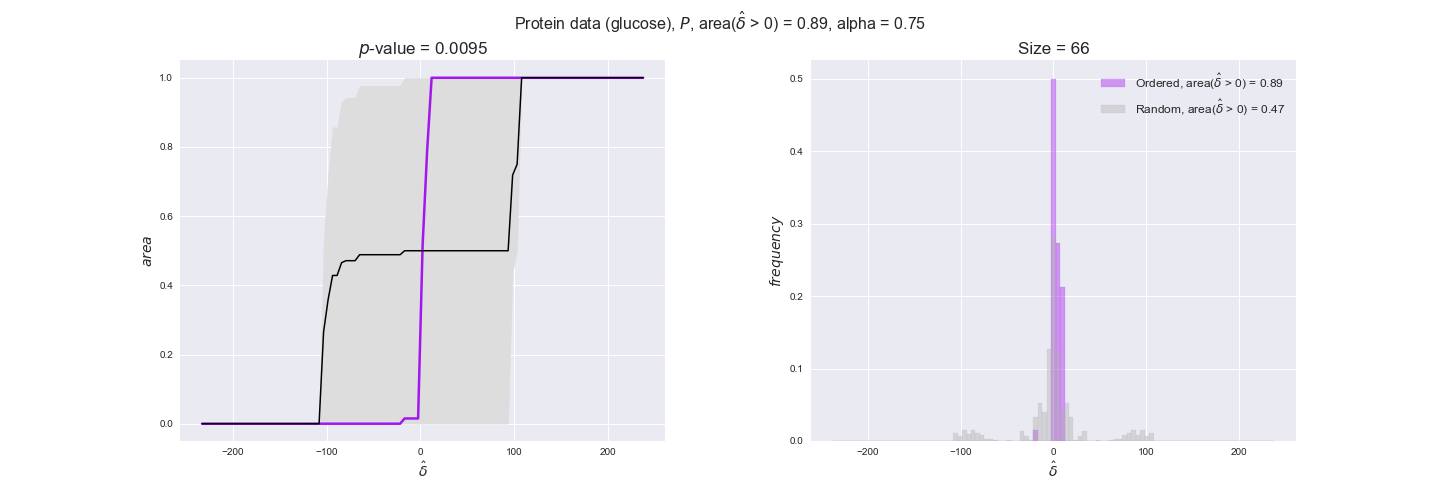 Protein data (glucose), P, area(δ̂ > 0) = 0.89, alpha = 0.75
p-value = 0.0095
1.0
0.8
0.6
0.4
0.2
0.0
area
−200 −100 0 100 200
δ̂
Size = 66
Ordered, area(δ̂ > 0) = 0.89
Random, area(δ̂ > 0) = 0.47
0.5
0.4
0.3
0.2
0.1
0.0
frequency
−200 −100 0 100 200
δ̂